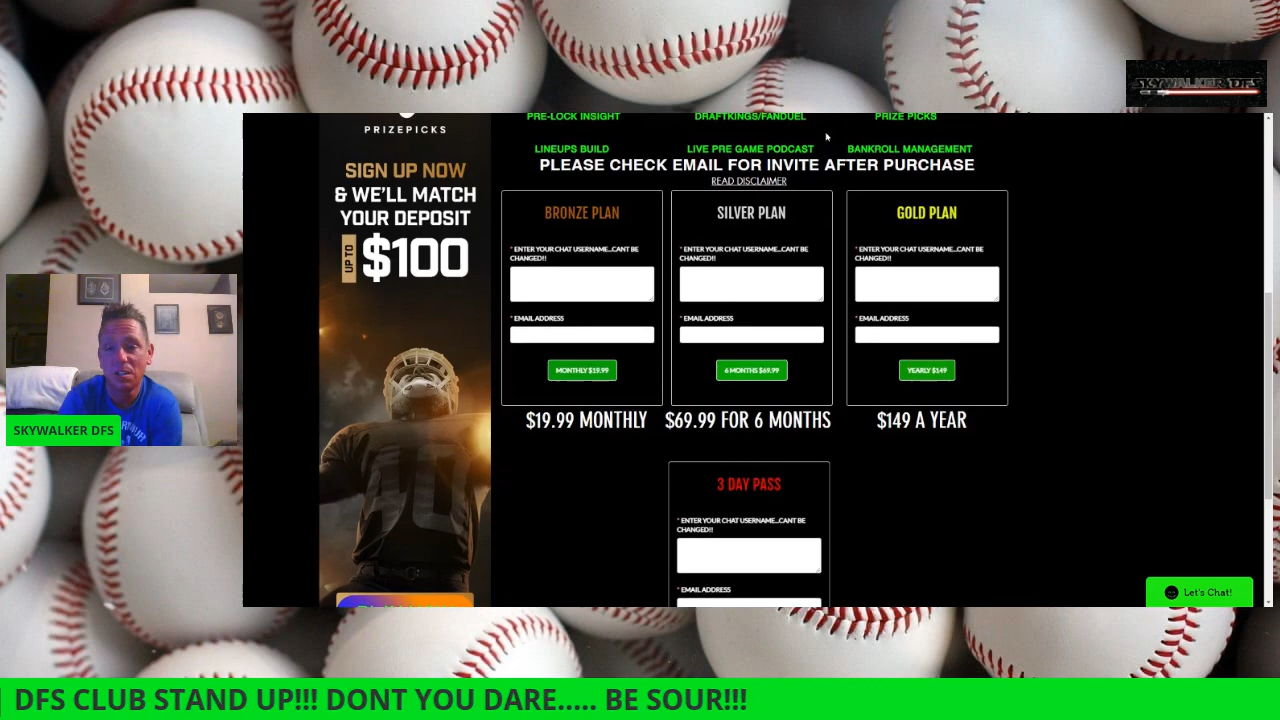 SKYWALKER DFS
PRIZEPICKS
SIGN UP NOW
& WE'LL MATCH
YOUR DEPOSIT
UP TO $100
PRE-LOCK INSIGHT
DRAFTKINGS/FANDUEL
PRIZE PICKS
LINEUPS BUILD
LIVE PRE GAME PODCAST
BANKROLL MANAGEMENT
PLEASE CHECK EMAIL FOR INVITE AFTER PURCHASE
READ DISCLAIMER
BRONZE PLAN
* ENTER YOUR CHAT USERNAME...CANT BE
CHANGED!!
* EMAIL ADDRESS
MONTHLY $19.99
$19.99 MONTHLY
SILVER PLAN
* ENTER YOUR CHAT USERNAME...CANT BE
CHANGED!!
* EMAIL ADDRESS
6 MONTHS $69.99
$69.99 FOR 6 MONTHS
GOLD PLAN
* ENTER YOUR CHAT USERNAME...CANT BE
CHANGED!!
* EMAIL ADDRESS
YEARLY $149
$149 A YEAR
3 DAY PASS
* ENTER YOUR CHAT USERNAME...CANT BE
CHANGED!!
* EMAIL ADDRESS
Let's Chat!
40
SKYWALKER DFS
DFS CLUB STAND UP!!! DONT YOU DARE..... BE SOUR!!!